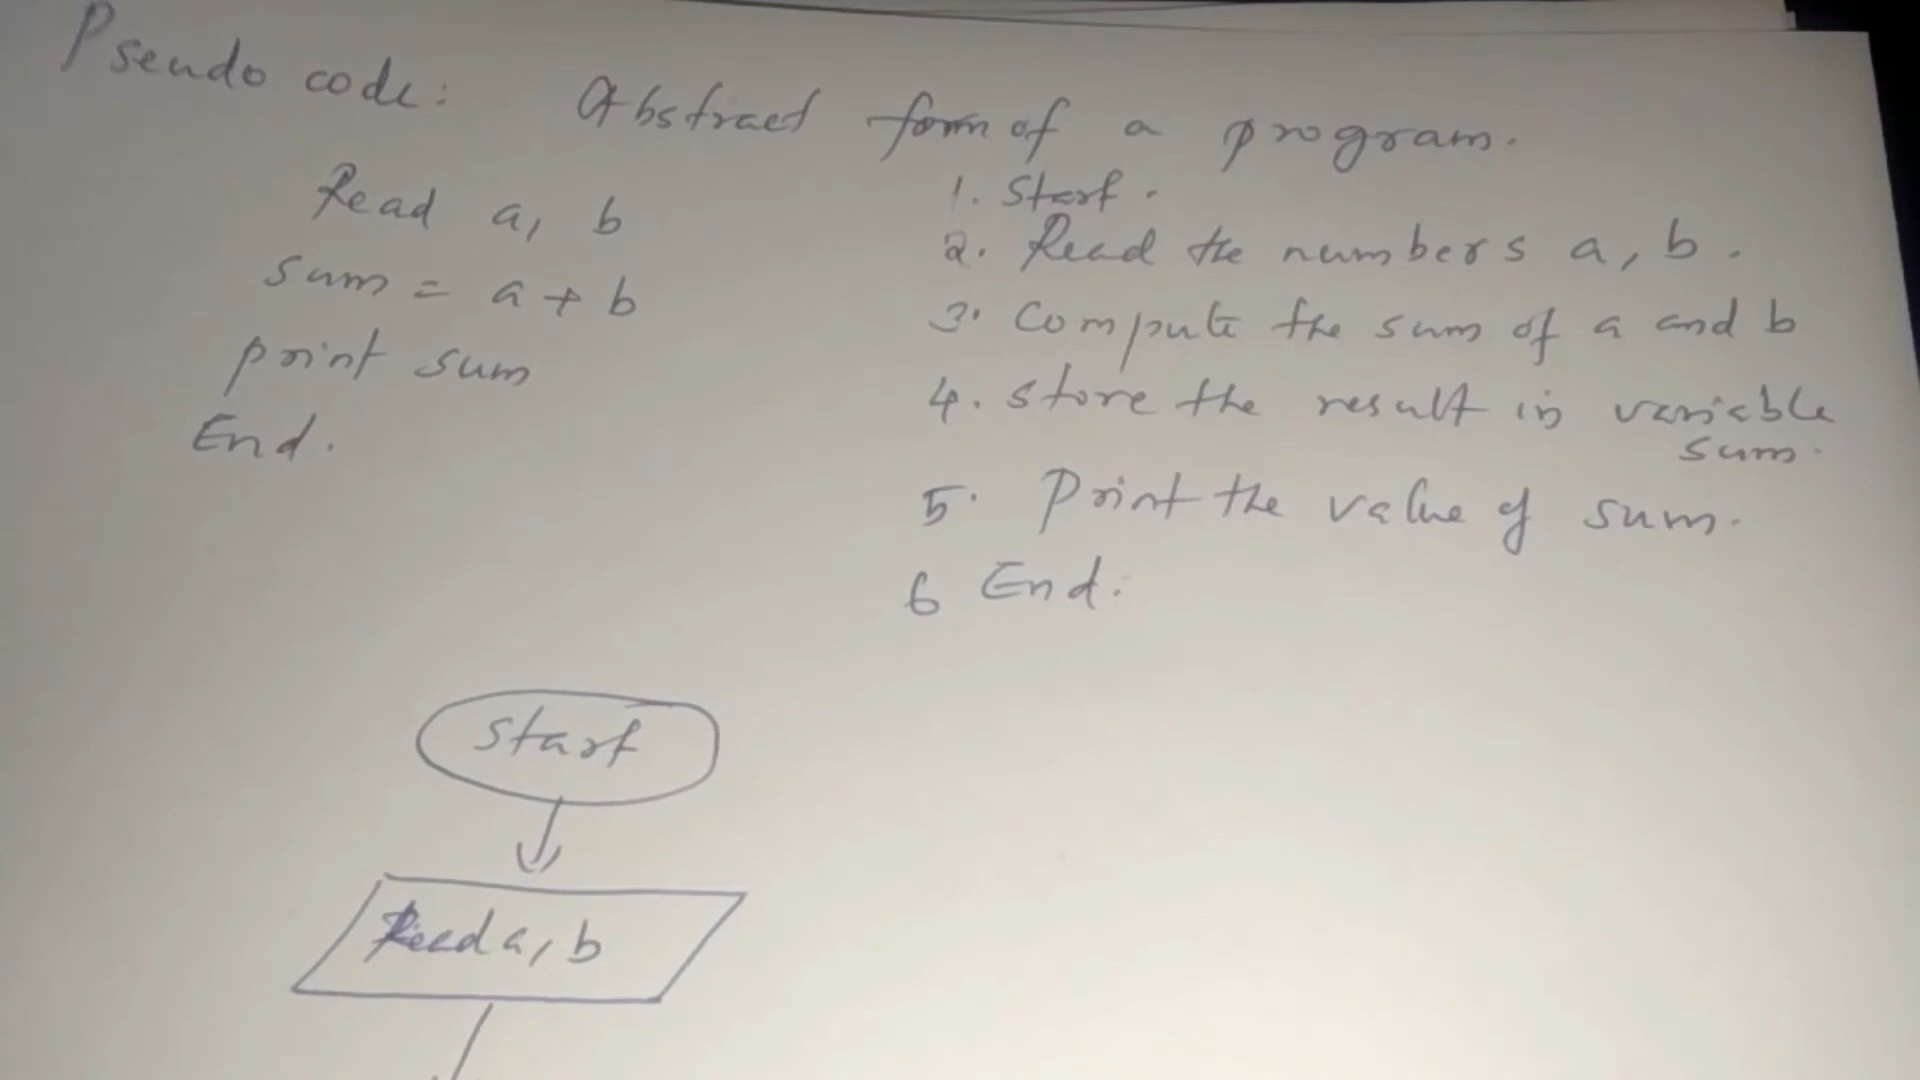 Pseudo code: Abstract form of a program.
Read a, b
sum = a + b
print sum
End.
1. Start.
2. Read the numbers a, b.
3. Compute the sum of a and b
4. Store the result in variable
sum.
5. Print the value of sum.
6 End.
Start
Read a, b